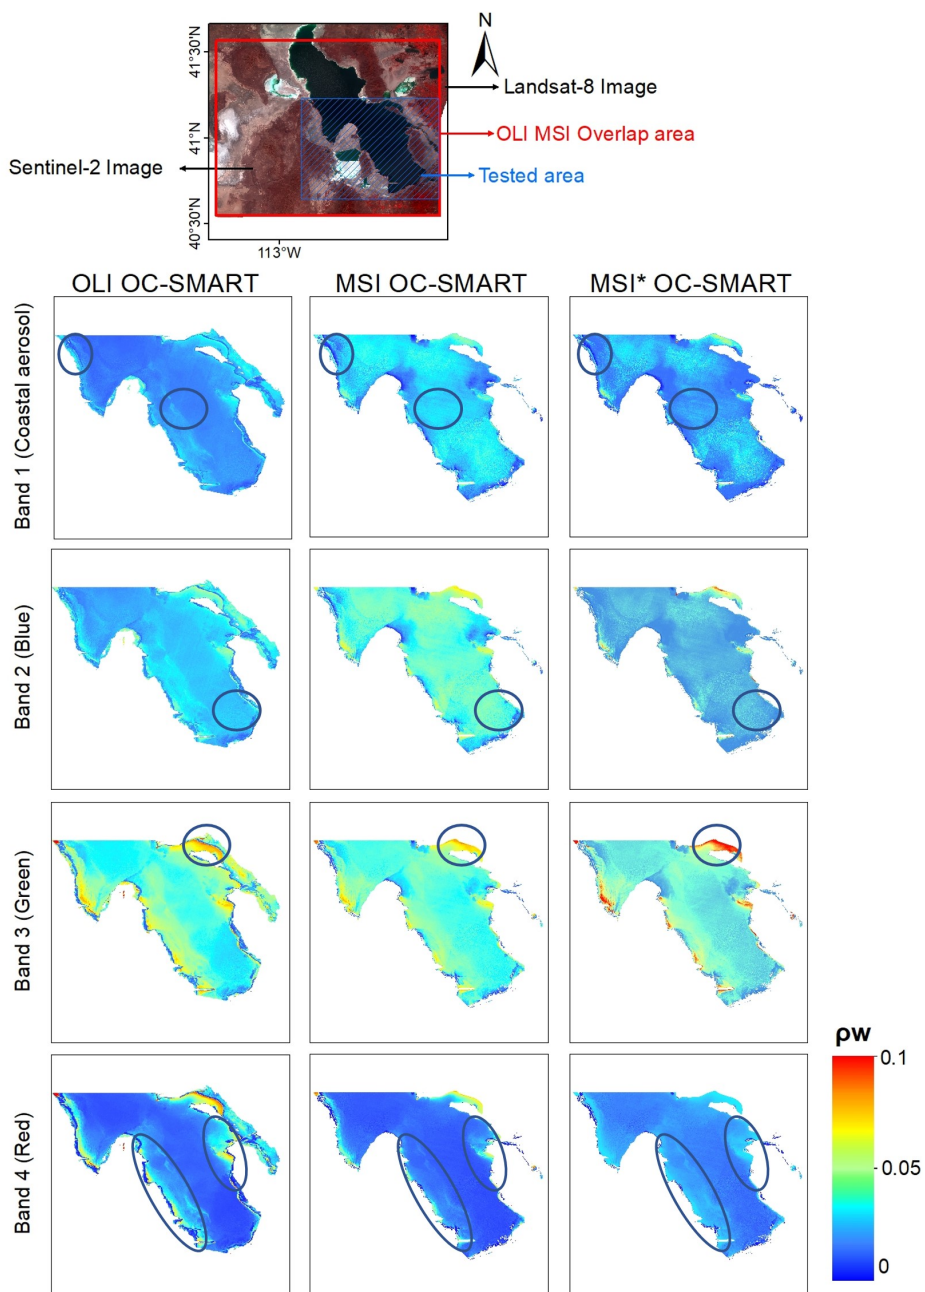 N
41°30'N
Landsat-8 Image
41°N
OLI MSI Overlap area
Sentinel-2 Image
Tested area
40°30'N
113°W
OLI OC-SMART
MSI OC-SMART
MSI* OC-SMART
Band 1 (Coastal aerosol)
Band 2 (Blue)
Band 3 (Green)
ρw
0.1
Band 4 (Red)
0.05
0